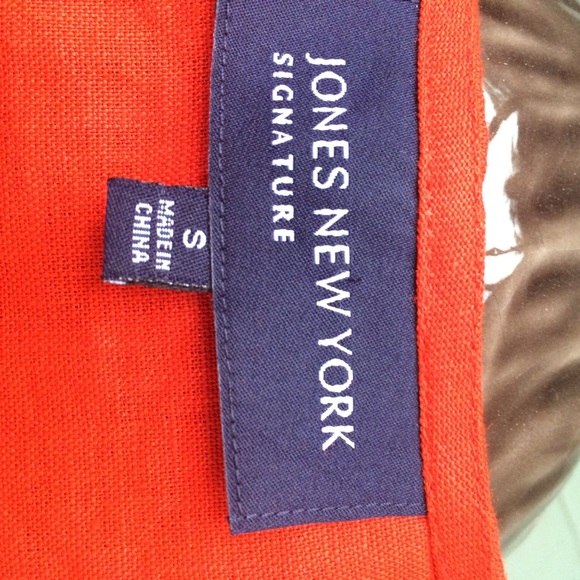 JONES NEW YORK
SIGNATURE
S
MADE IN
CHINA